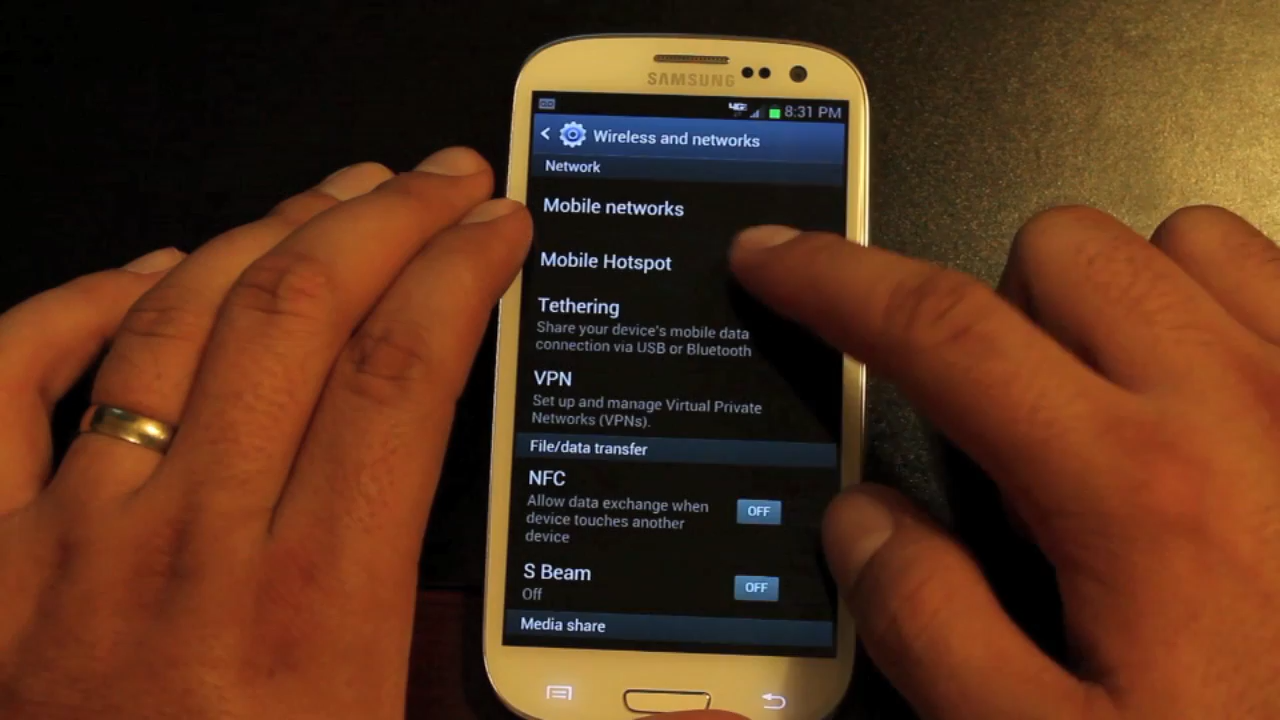 SAMSUNG
4G 8:31 PM
Wireless and networks
Network
Mobile networks
Mobile Hotspot
Tethering
Share your device's mobile data
connection via USB or Bluetooth
VPN
Set up and manage Virtual Private
Networks (VPNs).
File/data transfer
NFC
Allow data exchange when
device touches another
device
OFF
S Beam
Off
OFF
Media share